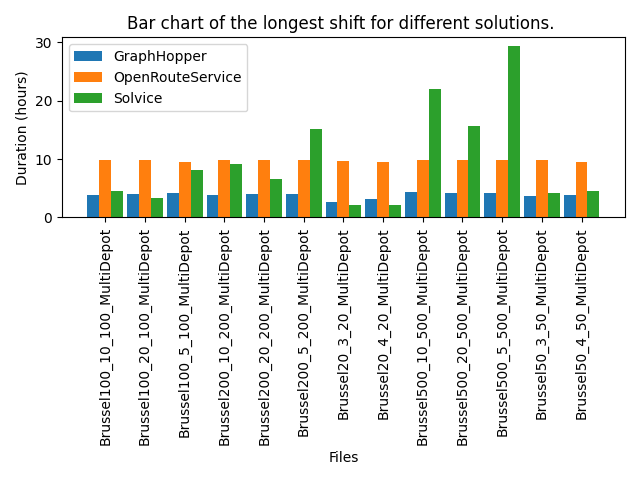 Bar chart of the longest shift for different solutions.
GraphHopper
OpenRouteService
Solvice
Duration (hours)
30
20
10
0
Brussel100_10_100_MultiDepot
Brussel100_20_100_MultiDepot
Brussel100_5_100_MultiDepot
Brussel200_10_200_MultiDepot
Brussel200_20_200_MultiDepot
Brussel200_5_200_MultiDepot
Brussel20_3_20_MultiDepot
Brussel20_4_20_MultiDepot
Brussel500_10_500_MultiDepot
Brussel500_20_500_MultiDepot
Brussel500_5_500_MultiDepot
Brussel50_3_50_MultiDepot
Brussel50_4_50_MultiDepot
Files